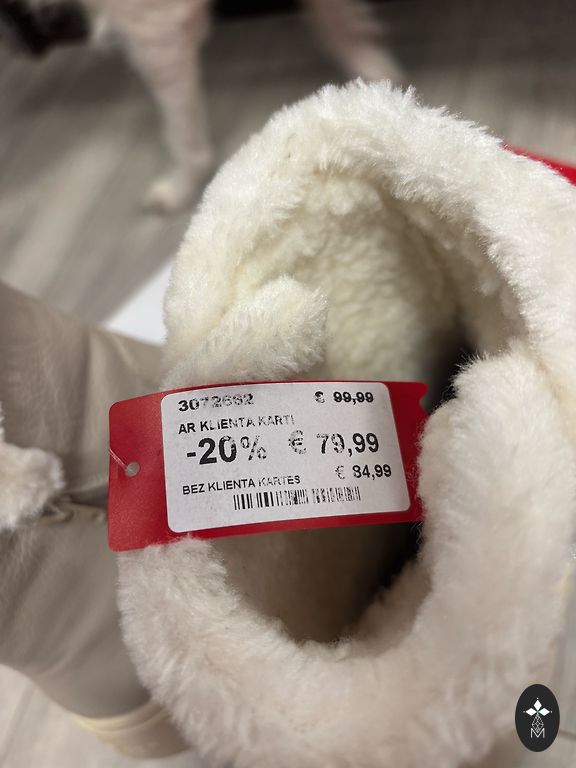 3072692 € 99,99
AR KLIENTA KARTI
-20% € 79,99
€ 84,99
BEZ KLIENTA KARTES
M